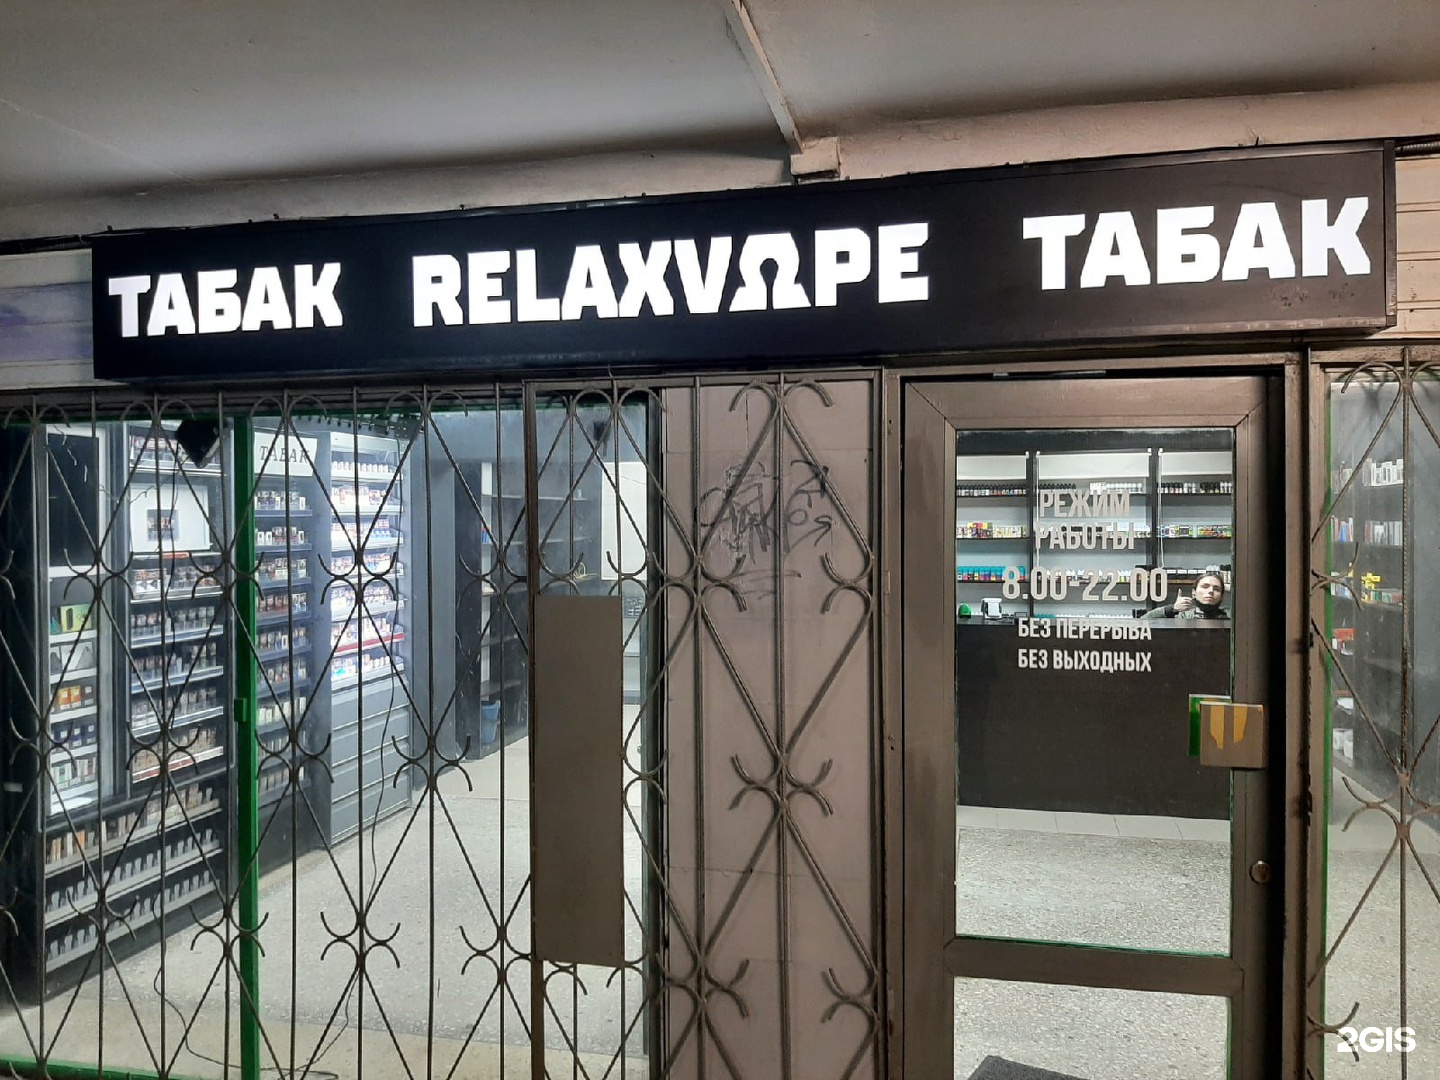 ТАБАК RELAXVΩPE ТАБАК
ТАБАК
РЕЖИМ
РАБОТЫ
8.00-22.00
БЕЗ ПЕРЕРЫВА
БЕЗ ВЫХОДНЫХ
2GIS